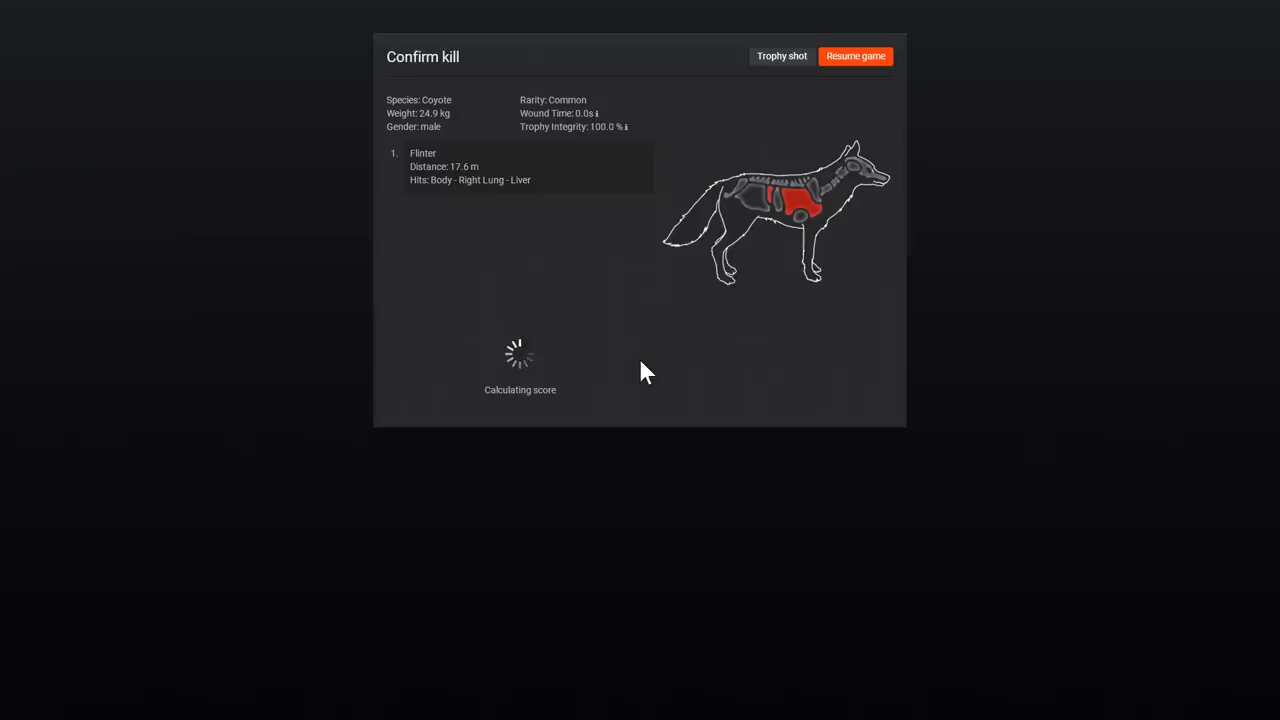 Confirm kill
Trophy shot
Resume game
Species: Coyote
Weight: 24.9 kg
Gender: male
Rarity: Common
Wound Time: 0.0s
Trophy Integrity: 100.0 %
1. Flinter
Distance: 17.6 m
Hits: Body - Right Lung - Liver
Calculating score